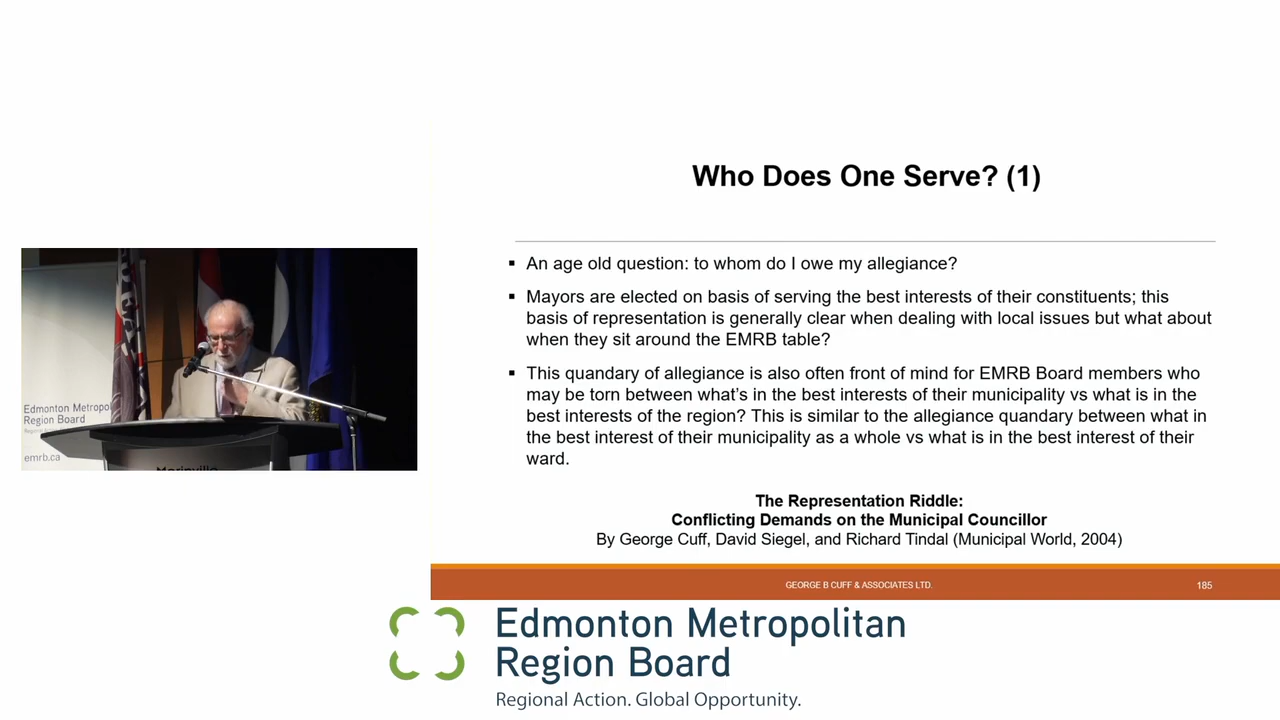 Who Does One Serve? (1)
▪ An age old question: to whom do I owe my allegiance?
▪ Mayors are elected on basis of serving the best interests of their constituents; this
basis of representation is generally clear when dealing with local issues but what about
when they sit around the EMRB table?
▪ This quandary of allegiance is also often front of mind for EMRB Board members who
may be torn between what's in the best interests of their municipality vs what is in the
best interests of the region? This is similar to the allegiance quandary between what in
the best interest of their municipality as a whole vs what is in the best interest of their
ward.
The Representation Riddle:
Conflicting Demands on the Municipal Councillor
By George Cuff, David Siegel, and Richard Tindal (Municipal World, 2004)
GEORGE B CUFF & ASSOCIATES LTD.
185
Edmonton Metropol
Region Board
emrb.ca
Morinville
Edmonton Metropolitan
Region Board
Regional Action. Global Opportunity.